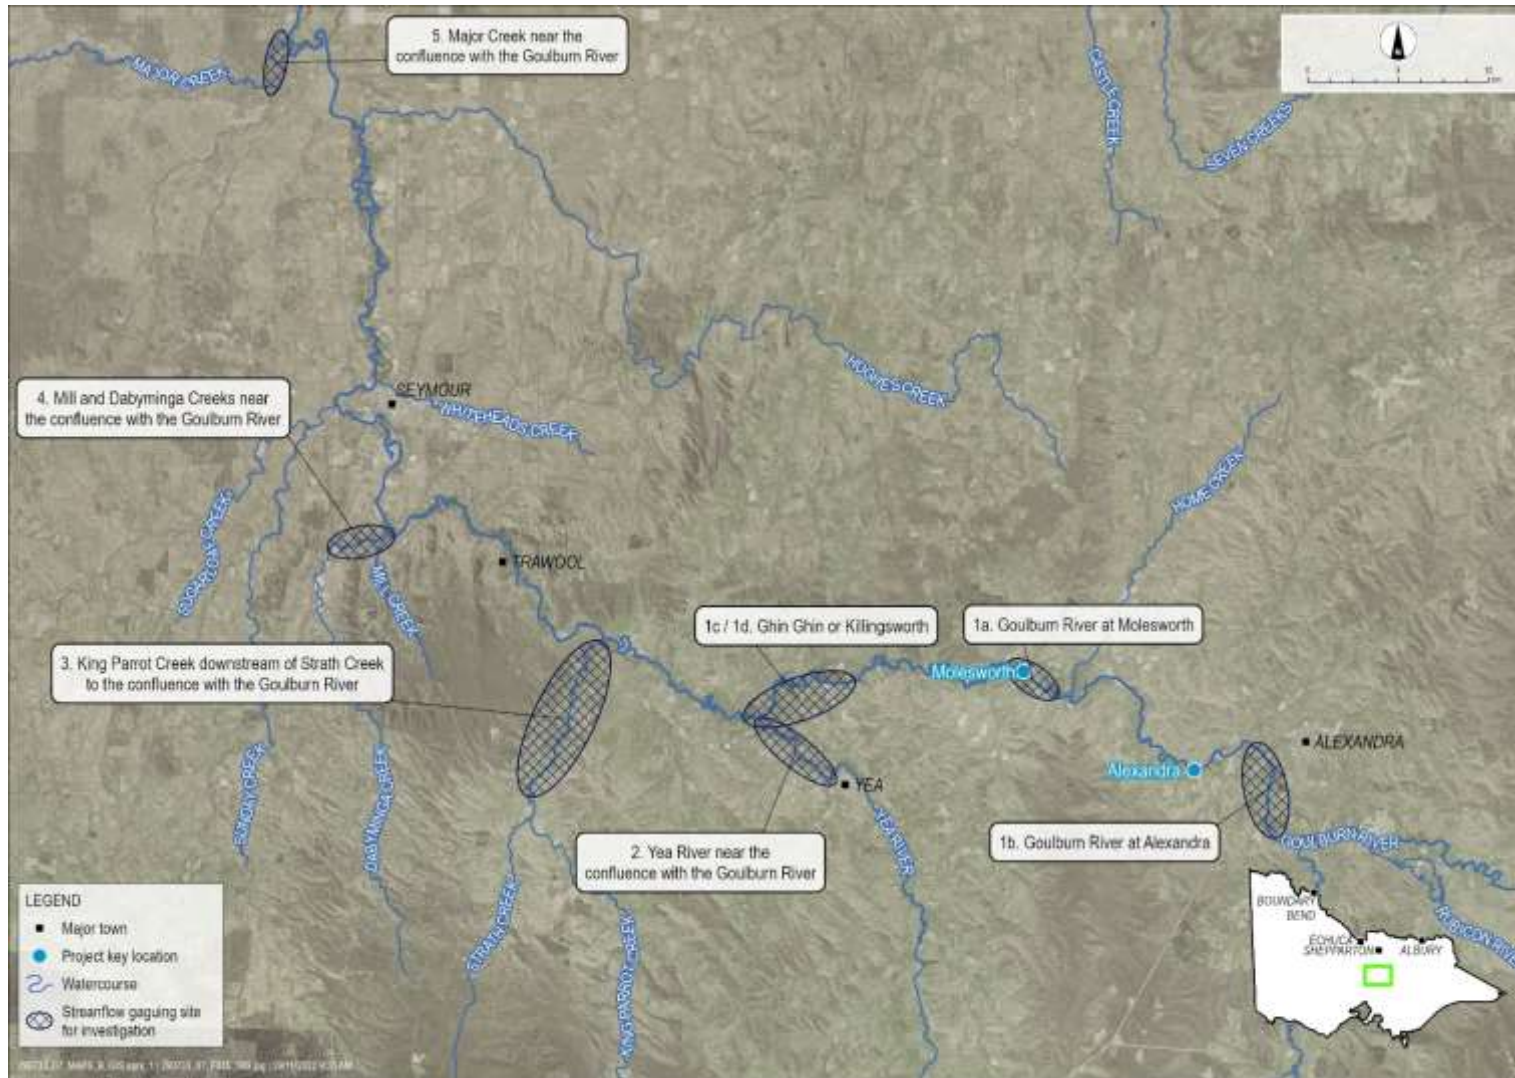 5. Major Creek near the
confluence with the Goulburn River
MAJOR CREEK
CASTLE CREEK
SEVEN CREEKS
4. Mill and Dabyminga Creeks near
the confluence with the Goulburn River
SEYMOUR
WHITEHEADS CREEK
HUGHES CREEK
HOME CREEK
SUGARLOAF CREEK
TRAWOOL
MILL CREEK
1c / 1d. Ghin Ghin or Killingsworth
1a. Goulburn River at Molesworth
3. King Parrot Creek downstream of Strath Creek
to the confluence with the Goulburn River
Molesworth
ALEXANDRA
Alexandra
SUNDAY CREEK
DABYMINGA CREEK
YEA
YEA RIVER
1b. Goulburn River at Alexandra
GOULBURN RIVER
2. Yea River near the
confluence with the Goulburn River
STRATH CREEK
KING PARROT CREEK
RUBICON RIVER
LEGEND
Major town
Project key location
Watercourse
Streamflow gaguing site
for investigation
BOUNDARY
BEND
ECHUCA
SHEPPARTON
ALBURY